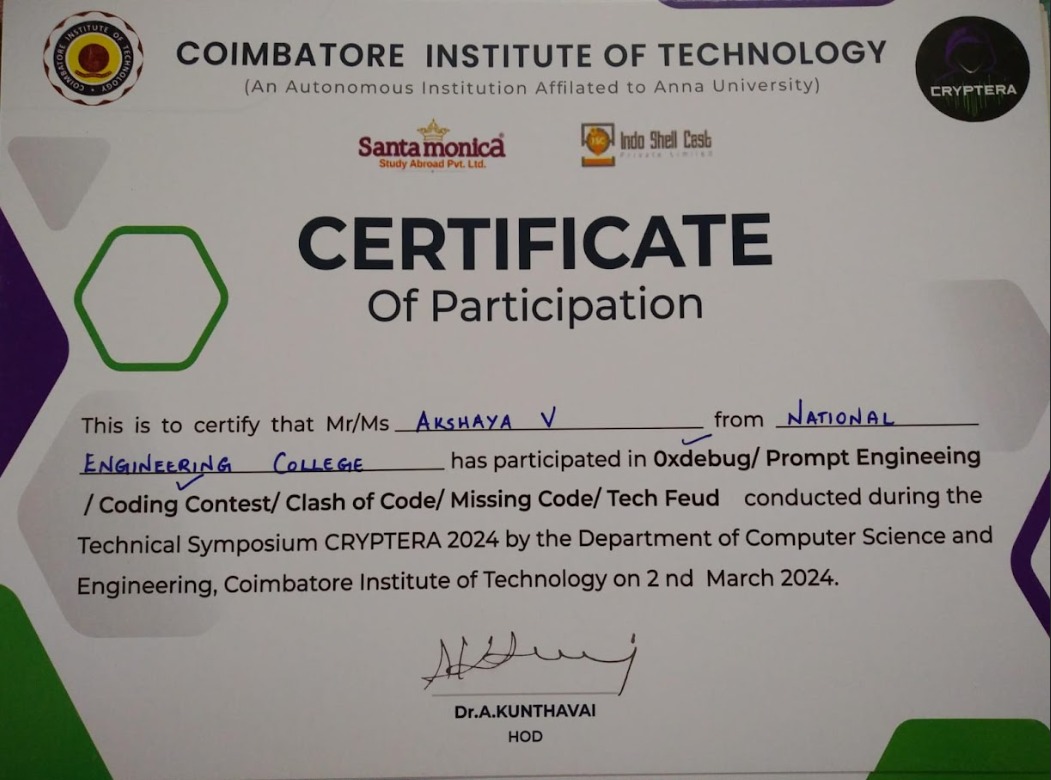 COIMBATORE INSTITUTE OF TECHNOLOGY
COIMBATORE INSTITUTE OF TECHNOLOGY
(An Autonomous Institution Affilated to Anna University)
CRYPTERA
Santamonica®
Study Abroad Pvt. Ltd.
ISC
Indo Shell Cast
Private Limited
CERTIFICATE
Of Participation
This is to certify that Mr/Ms AKSHAYA V from NATIONAL
ENGINEERING COLLEGE has participated in 0xdebug/ Prompt Engineeing
/ Coding Contest/ Clash of Code/ Missing Code/ Tech Feud conducted during the
Technical Symposium CRYPTERA 2024 by the Department of Computer Science and
Engineering, Coimbatore Institute of Technology on 2 nd March 2024.
Dr.A.KUNTHAVAI
HOD